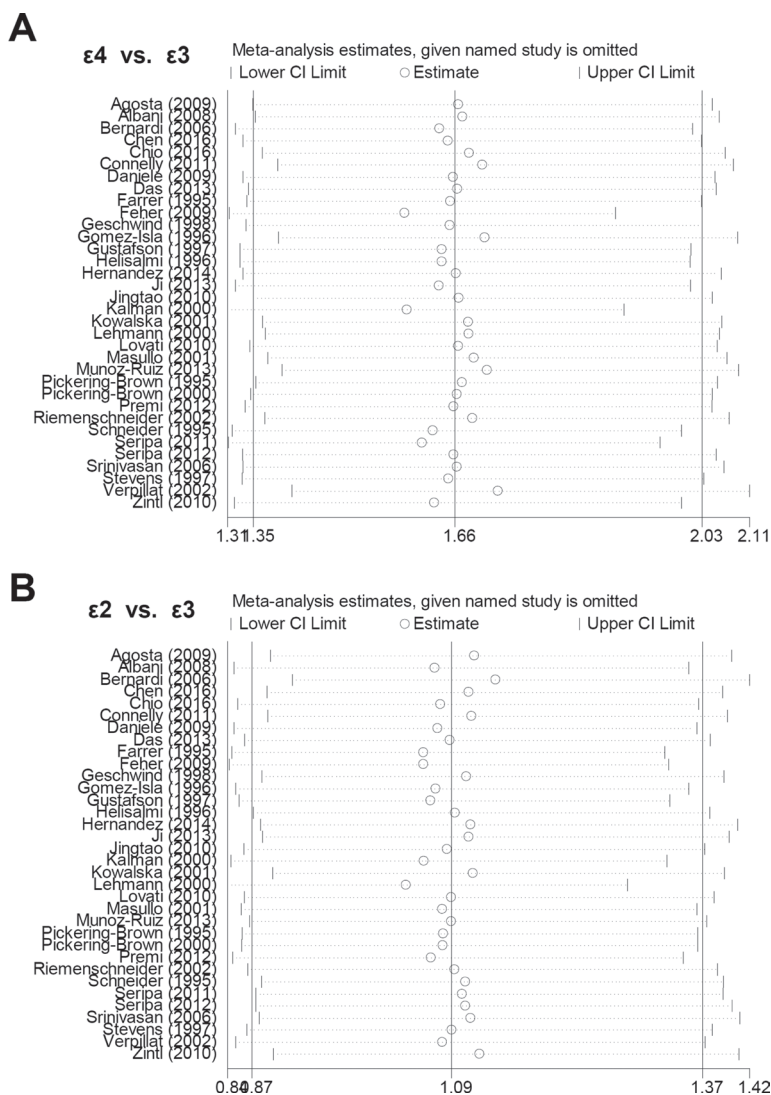 A
ε4 vs. ε3
Meta-analysis estimates, given named study is omitted
Lower CI Limit Estimate Upper CI Limit
Agosta (2009)
Albani (2008)
Bernardi (2006)
Chen (2016)
Chio (2016)
Connelly (2011)
Daniele (2009)
Das (2013)
Farrer (1995)
Feher (2009)
Geschwind (1998)
Gomez-Isla (1996)
Gustafson (1997)
Helisalmi (1996)
Hernandez (2014)
Ji (2013)
Jingtao (2010)
Kalman (2000)
Kowalska (2001)
Lehmann (2000)
Lovati (2010)
Masullo (2001)
Munoz-Ruiz (2013)
Pickering-Brown (1995)
Pickering-Brown (2000)
Premi (2012)
Riemenschneider (2002)
Schneider (1995)
Seripa (2011)
Seripa (2012)
Srinivasan (2006)
Stevens (1997)
Verpillat (2002)
Zintl (2010)
1.31 1.35 1.66 2.03 2.11
B
ε2 vs. ε3
Meta-analysis estimates, given named study is omitted
Lower CI Limit Estimate Upper CI Limit
Agosta (2009)
Albani (2008)
Bernardi (2006)
Chen (2016)
Chio (2016)
Connelly (2011)
Daniele (2009)
Das (2013)
Farrer (1995)
Feher (2009)
Geschwind (1998)
Gomez-Isla (1996)
Gustafson (1997)
Helisalmi (1996)
Hernandez (2014)
Ji (2013)
Jingtao (2010)
Kalman (2000)
Kowalska (2001)
Lehmann (2000)
Lovati (2010)
Masullo (2001)
Munoz-Ruiz (2013)
Pickering-Brown (1995)
Pickering-Brown (2000)
Premi (2012)
Riemenschneider (2002)
Schneider (1995)
Seripa (2011)
Seripa (2012)
Srinivasan (2006)
Stevens (1997)
Verpillat (2002)
Zintl (2010)
0.84 0.87 1.09 1.37 1.42